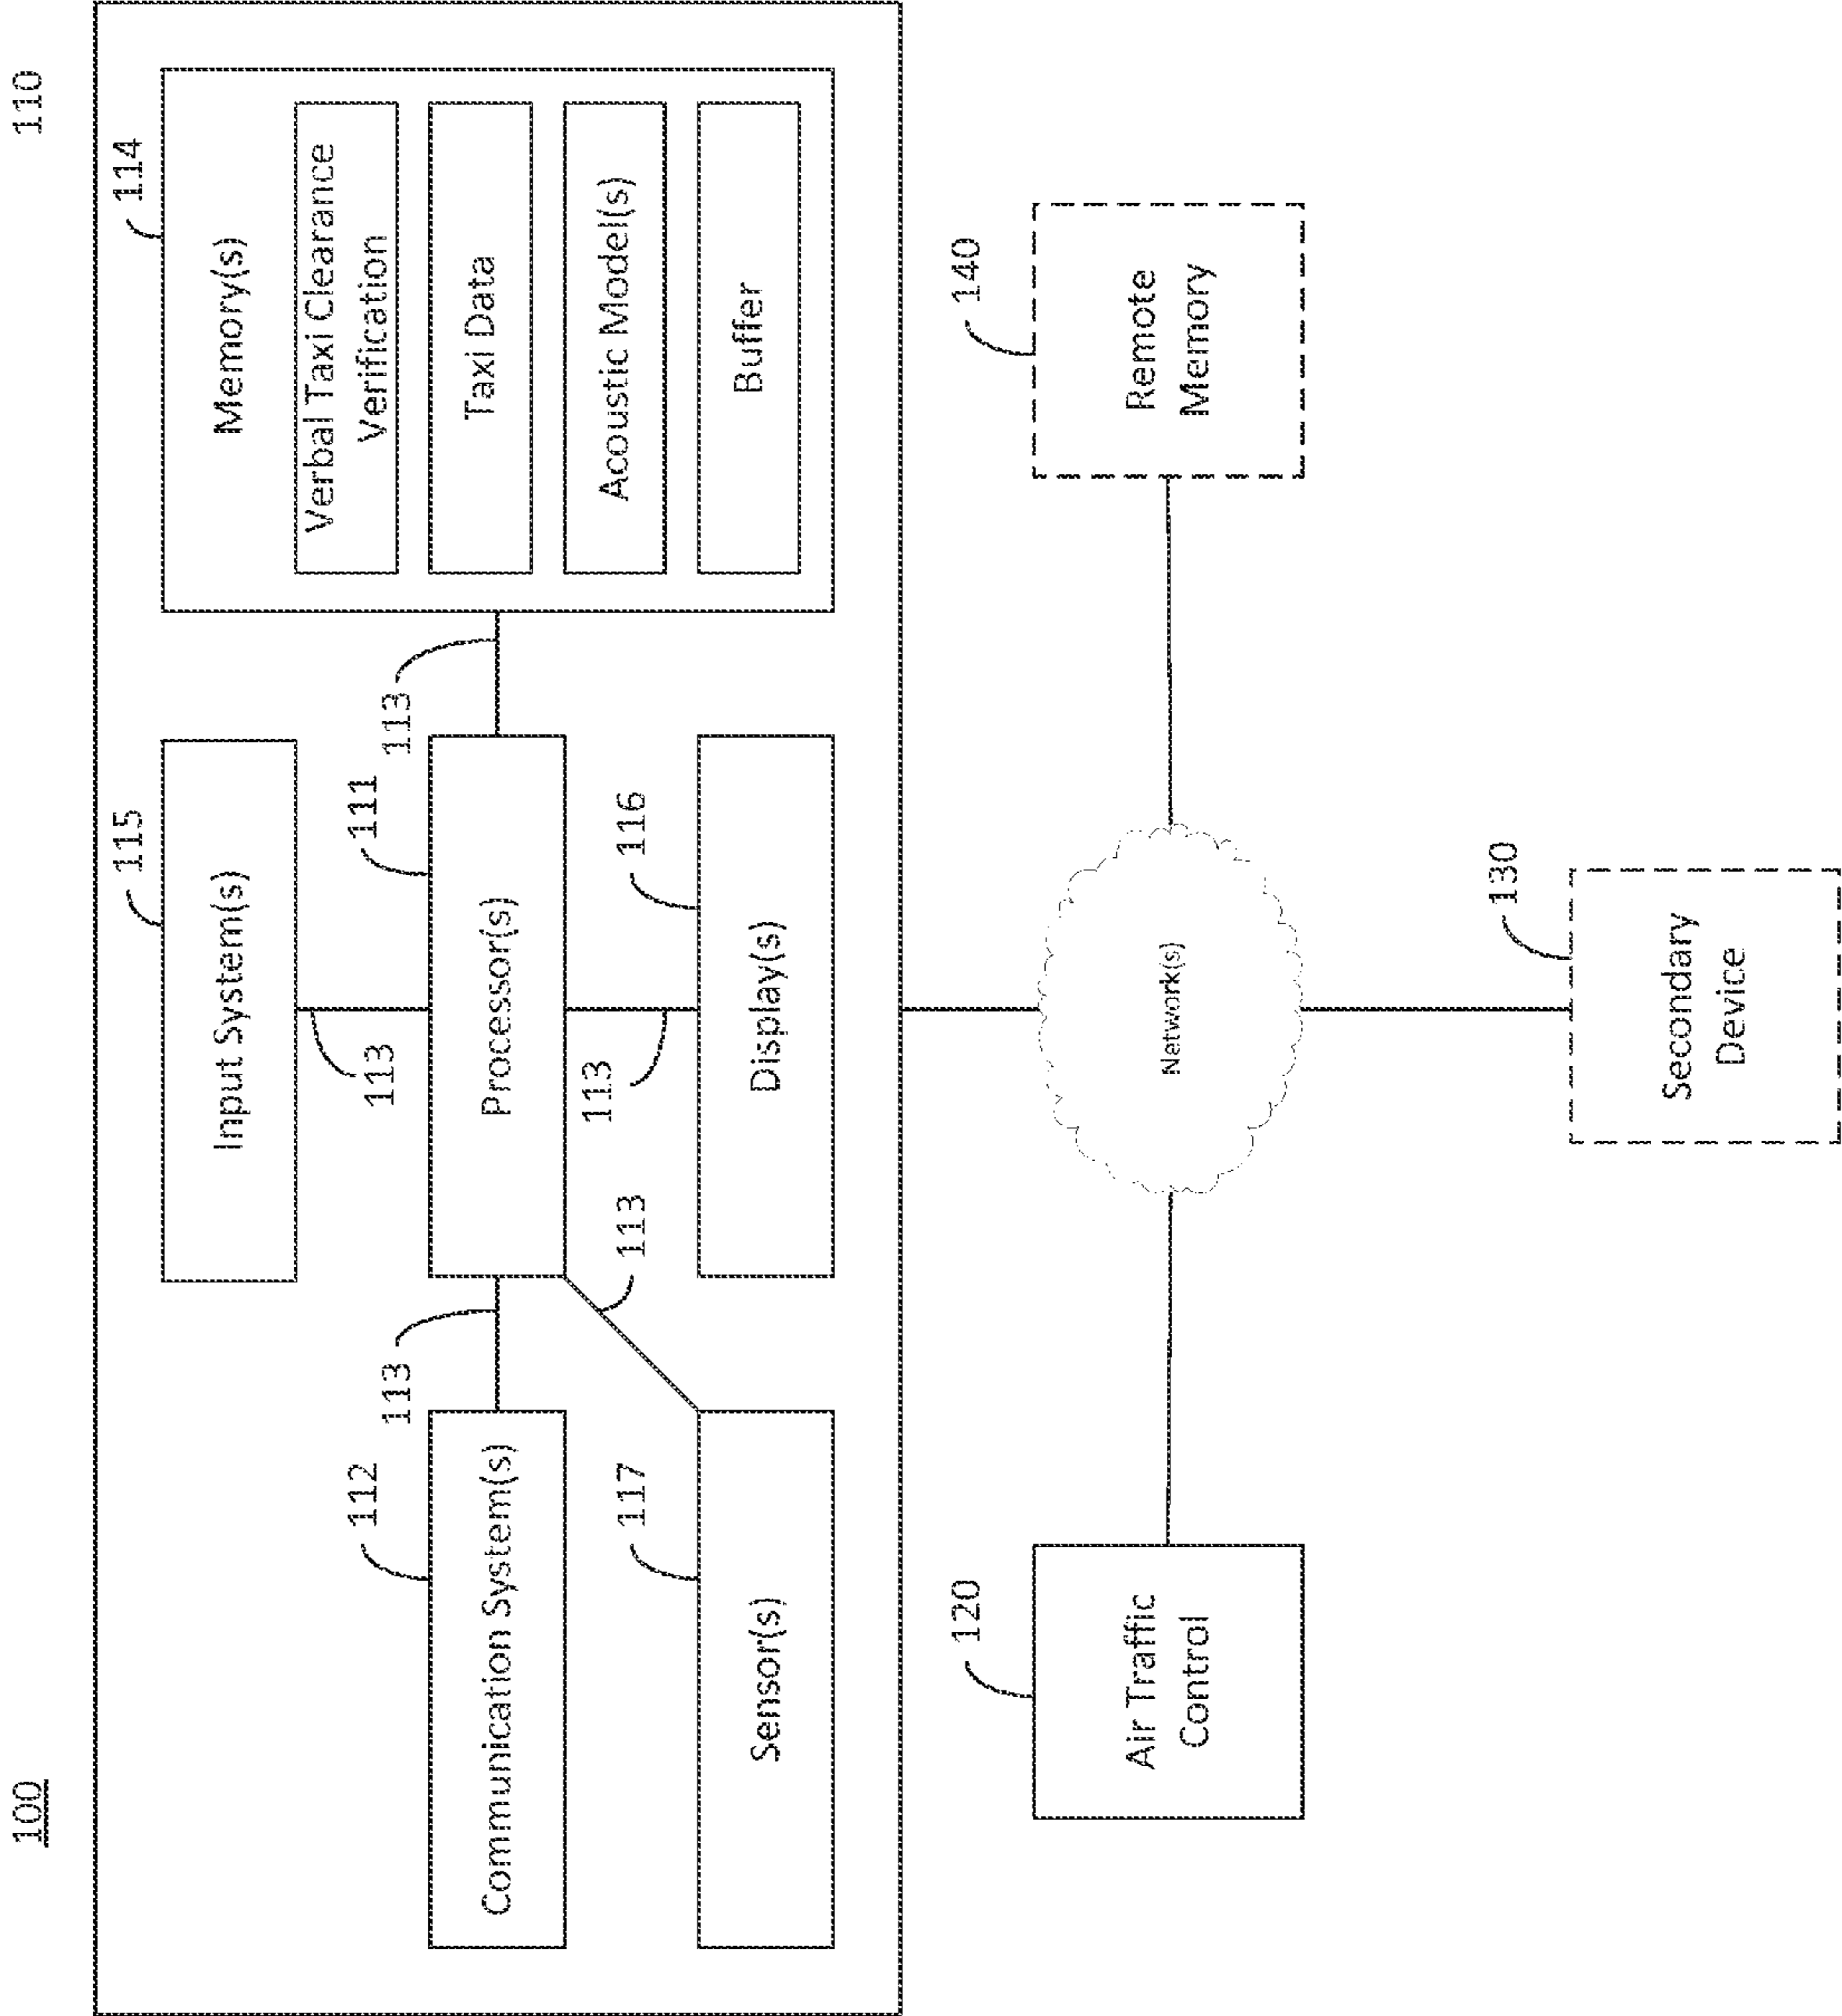 100
110
115
Input System(s)
114
Memory(s)
Verbal Taxi Clearance
Verification
Taxi Data
Acoustic Model(s)
Buffer
113
113
112
Communication System(s)
113
111
Processor(s)
113
113
117
Sensor(s)
116
Display(s)
120
Air Traffic
Control
Network(s)
140
Remote
Memory
130
Secondary
Device